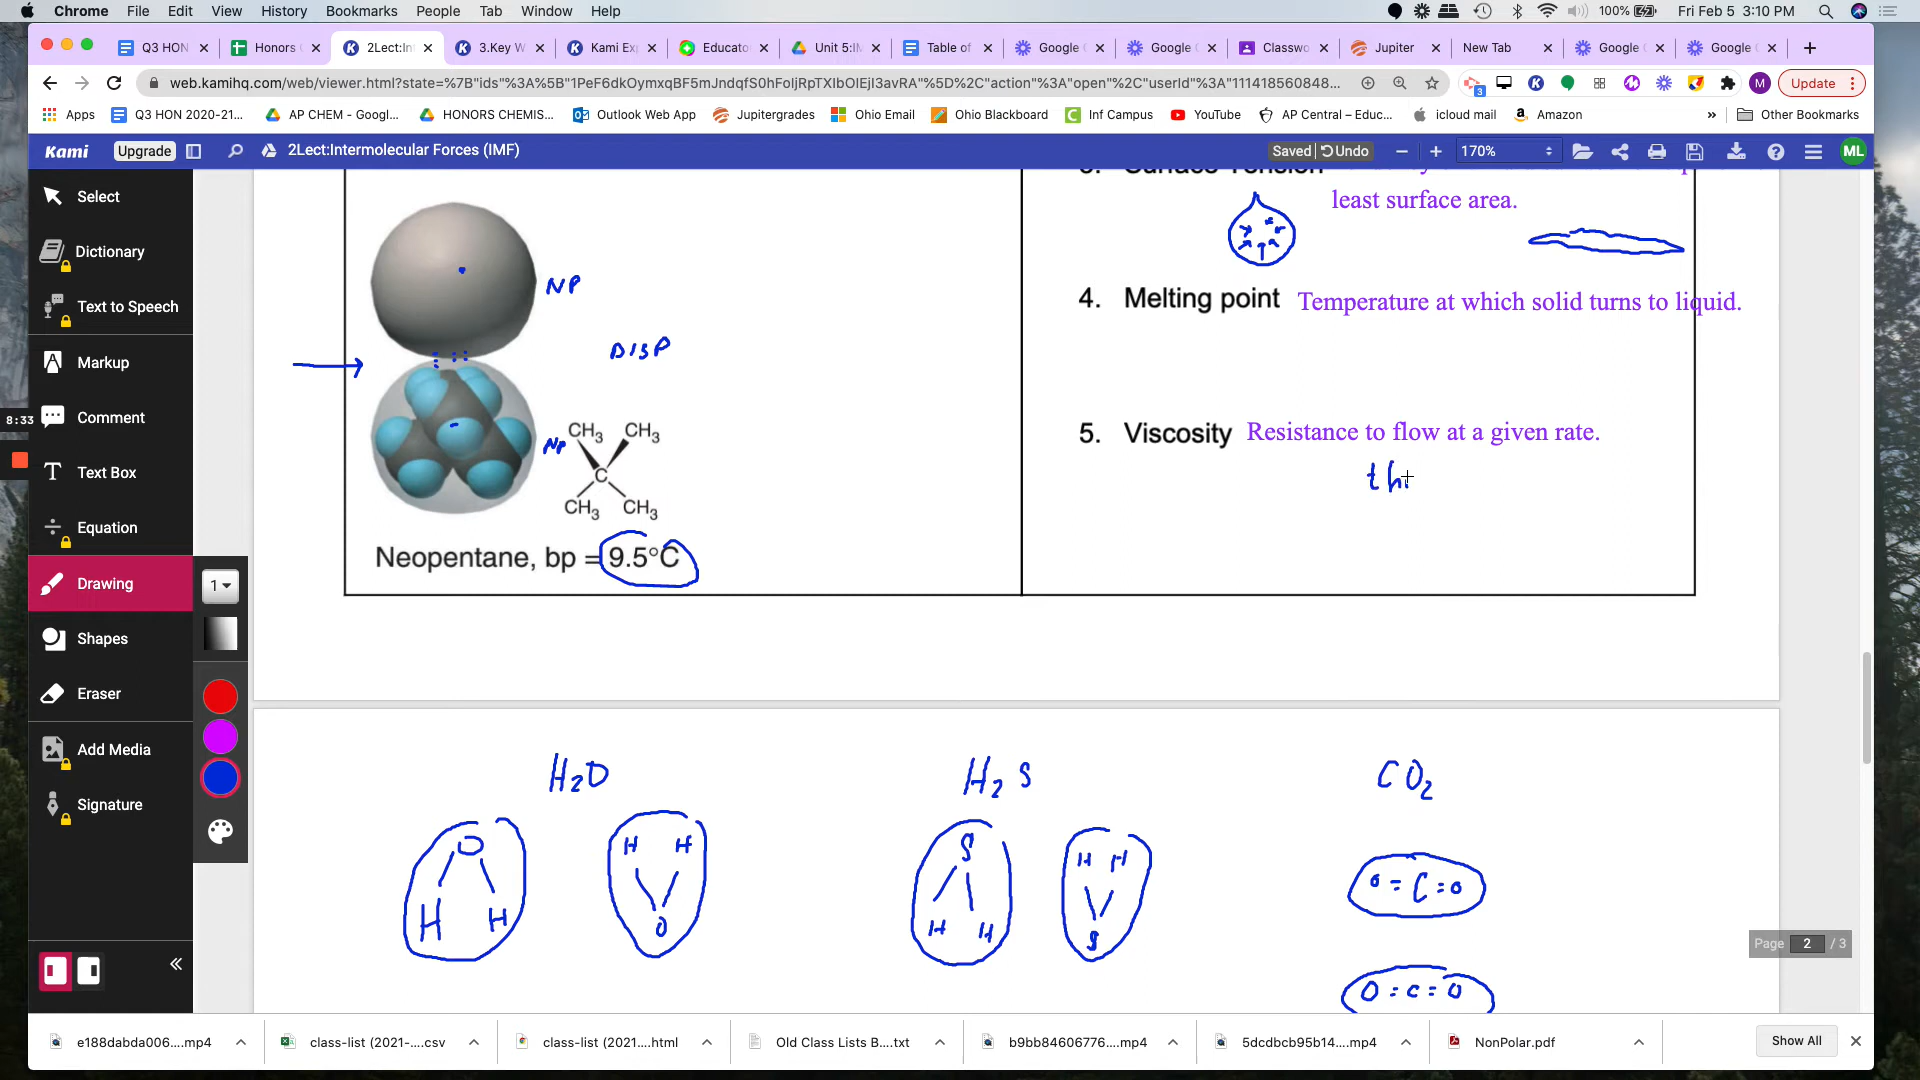 Chrome File Edit View History Bookmarks People Tab Window Help 100% Fri Feb 5 3:10 PM
Q3 HON Honors 2Lect:In 3.Key W Kami Ex Educato Unit 5:I Table of Google Google Classwo Jupiter New Tab Google Google
web.kamihq.com/web/viewer.html?state=%7B"ids"%3A%5B"1PeF6dkOymxqBF5mJndqfS0hFoljRpTXIbOIEjI3avRA"%5D%2C"action"%3A"open"%2C"userId"%3A"111418560848... 3 M Update
Apps Q3 HON 2020-21... AP CHEM - Googl... HONORS CHEMIS... Outlook Web App Jupitergrades Ohio Email Ohio Blackboard Inf Campus YouTube AP Central – Educ... icloud mail Amazon » Other Bookmarks
Kami Upgrade 2Lect:Intermolecular Forces (IMF) Saved Undo 170% ML
Select
Dictionary
Text to Speech
Markup
8:33
Comment
Text Box
Equation
Drawing
1
Shapes
Eraser
Add Media
Signature
NP
DISP
NP
CH3 CH3
C
CH3 CH3
Neopentane, bp = 9.5°C
3. Surface Tension
least surface area.
4. Melting point Temperature at which solid turns to liquid.
5. Viscosity Resistance to flow at a given rate.
thi
H2O H2S CO2
O
H H
H H
O
S
H H
H H
S
O=C=O
O=C=O
Page 2 / 3
e188dabda006....mp4 class-list (2021-....csv class-list (2021....html Old Class Lists B....txt b9bb84606776....mp4 5dcdbcb95b14....mp4 NonPolar.pdf Show All